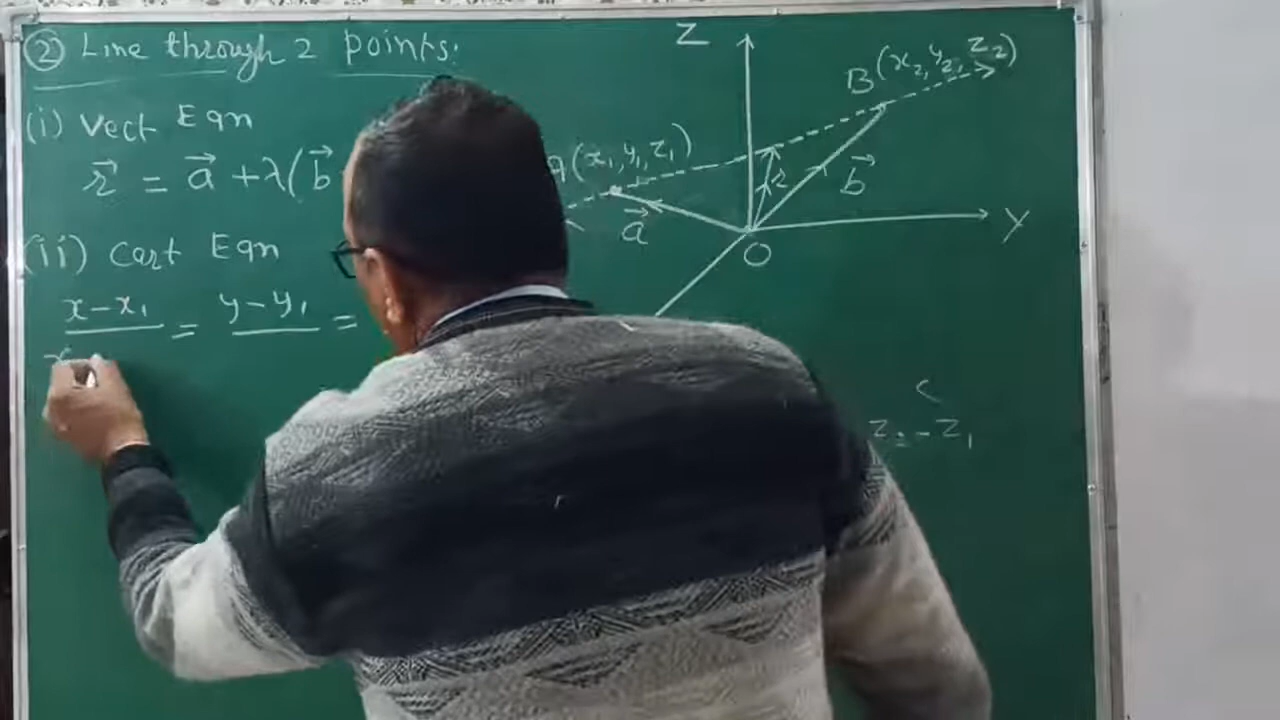 ② Line through 2 points:
(i) Vect Eqn
r⃗ = a⃗ + λ(b⃗
(ii) Cart Eqn
x-x₁ = y-y₁ =
x
Z
B(x₂, y₂, z₂)
A(x₁, y₁, z₁)
r
b⃗
a⃗
Y
O
C
z₂-z₁